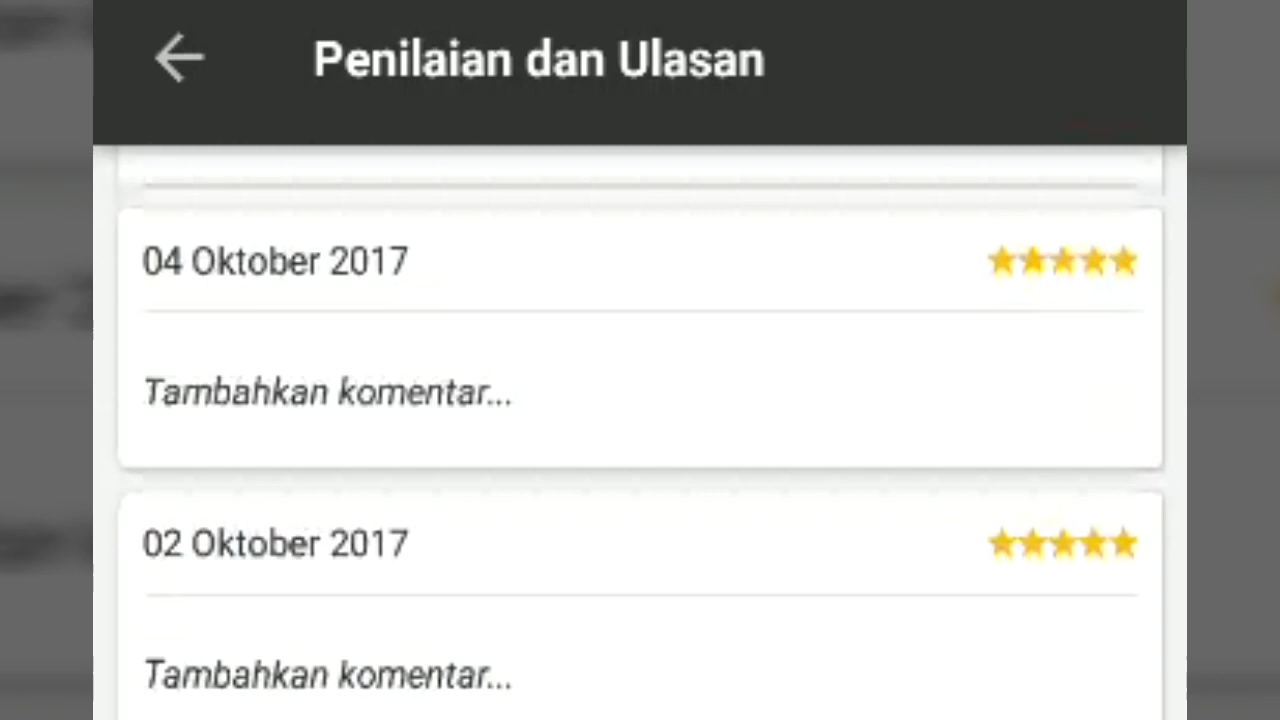 Penilaian dan Ulasan
04 Oktober 2017
Tambahkan komentar...
02 Oktober 2017
Tambahkan komentar...